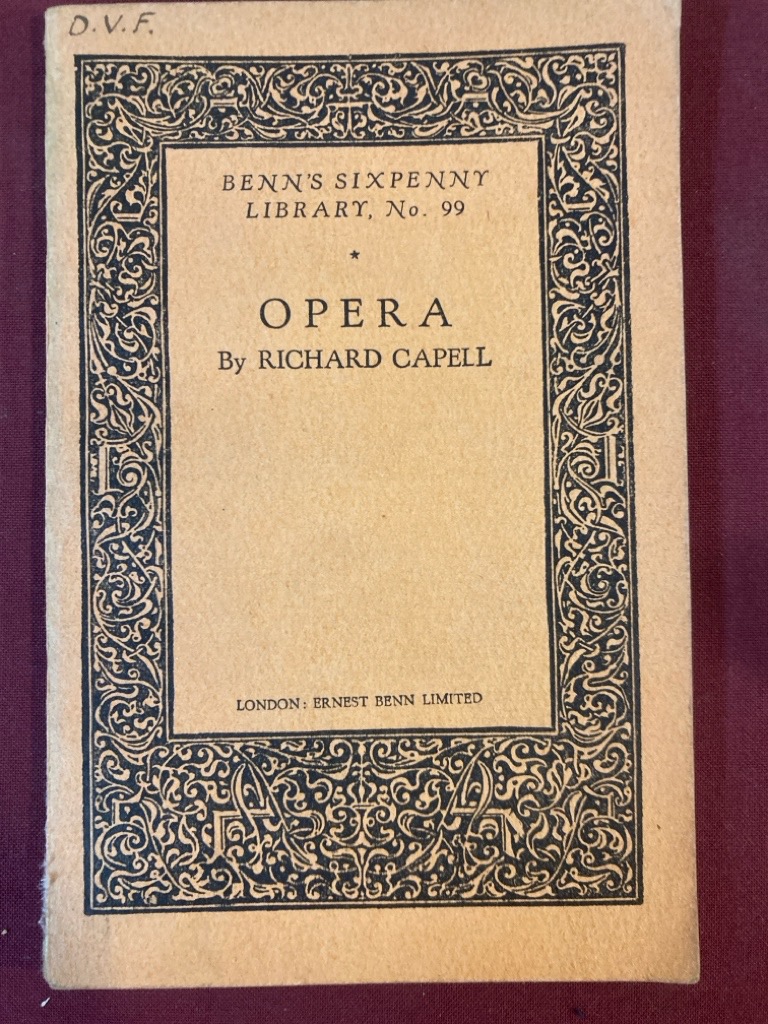 D.V.F.
BENN'S SIXPENNY
LIBRARY, No. 99
★
OPERA
By RICHARD CAPELL
LONDON: ERNEST BENN LIMITED